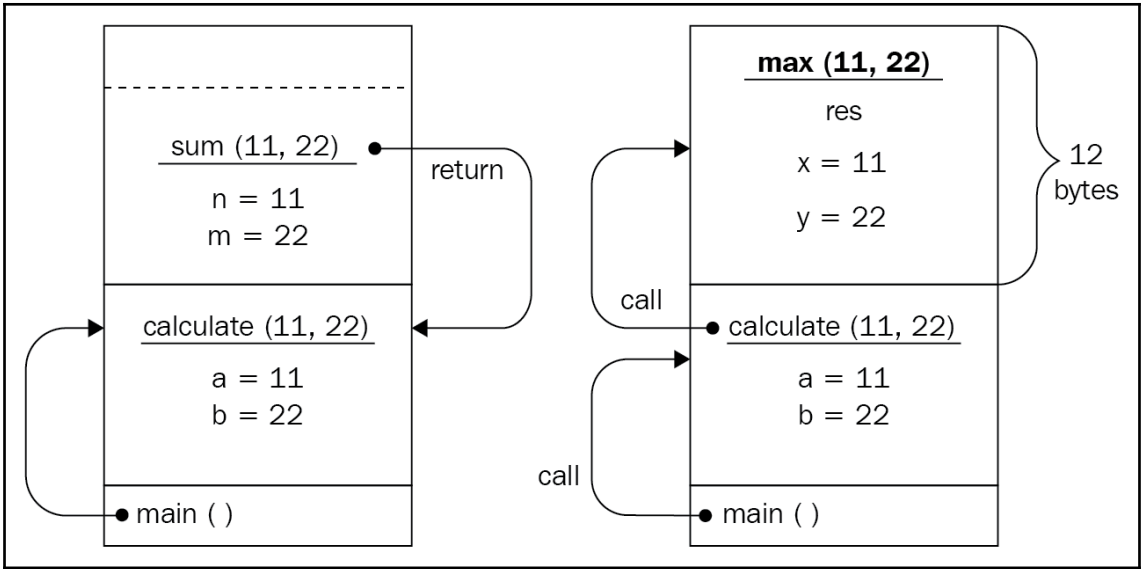 sum (11, 22)
return
n = 11
m = 22
calculate (11, 22)
a = 11
b = 22
main ( )
max (11, 22)
res
x = 11
y = 22
12
bytes
call
calculate (11, 22)
a = 11
b = 22
call
main ( )